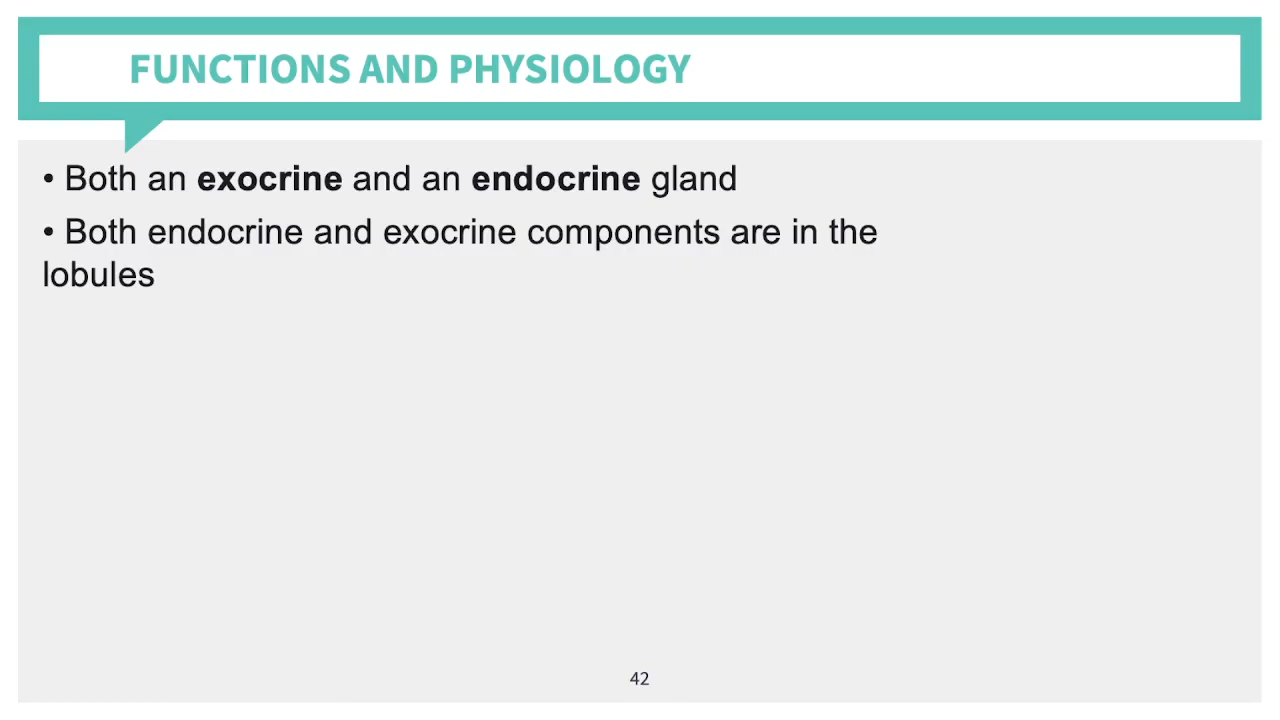 FUNCTIONS AND PHYSIOLOGY
• Both an exocrine and an endocrine gland
• Both endocrine and exocrine components are in the
lobules
42